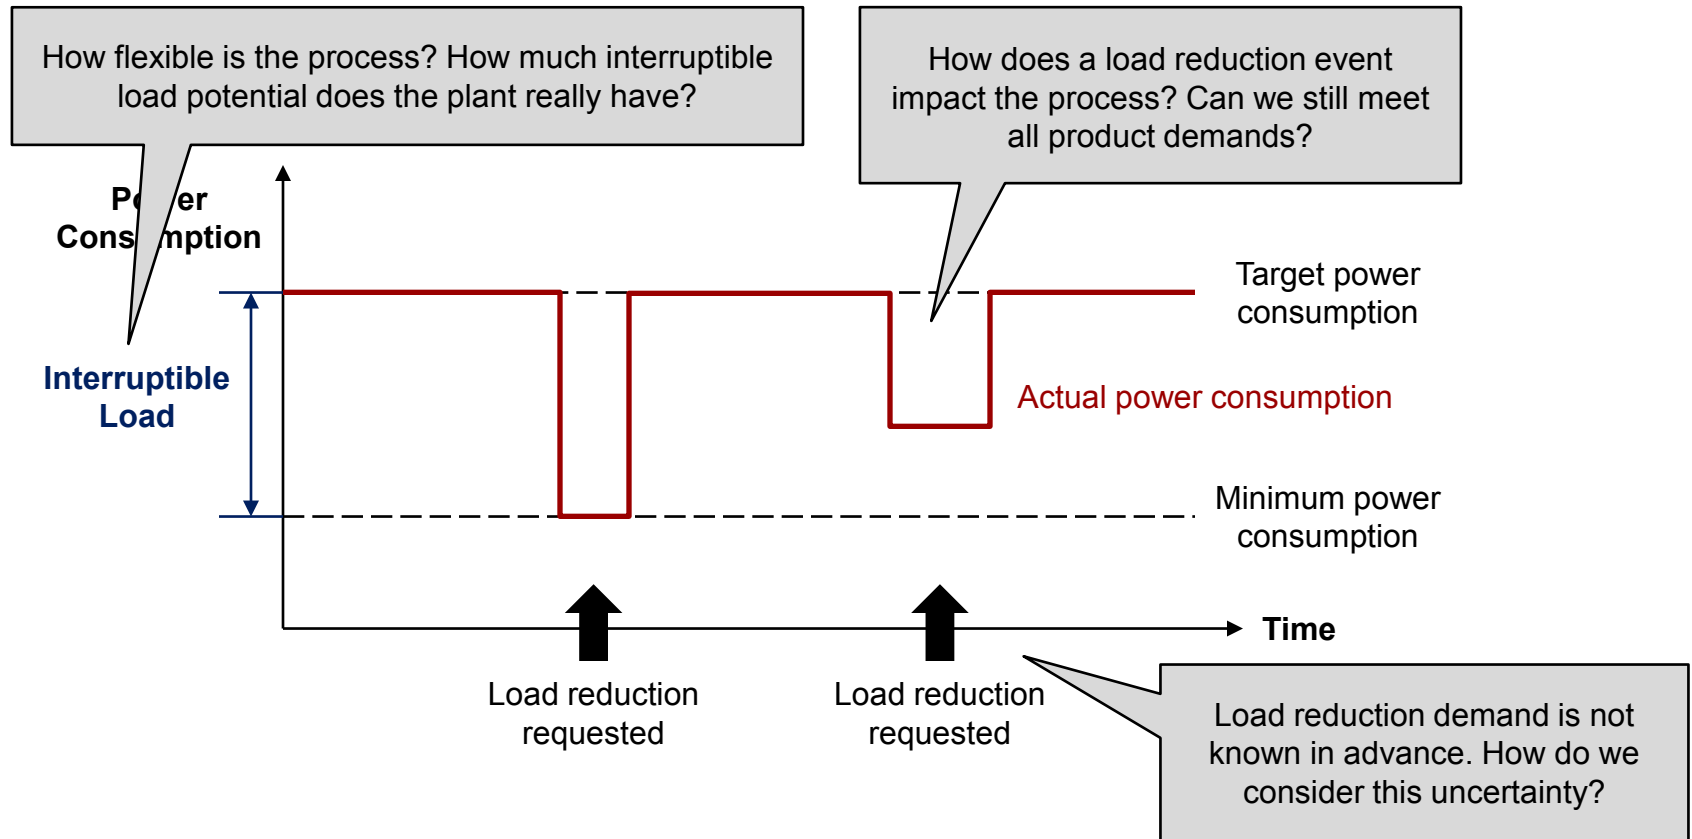 How flexible is the process? How much interruptible
load potential does the plant really have?
How does a load reduction event
impact the process? Can we still meet
all product demands?
Power
Consumption
Target power
consumption
Interruptible
Load
Actual power consumption
Minimum power
consumption
Time
Load reduction
requested
Load reduction
requested
Load reduction demand is not
known in advance. How do we
consider this uncertainty?